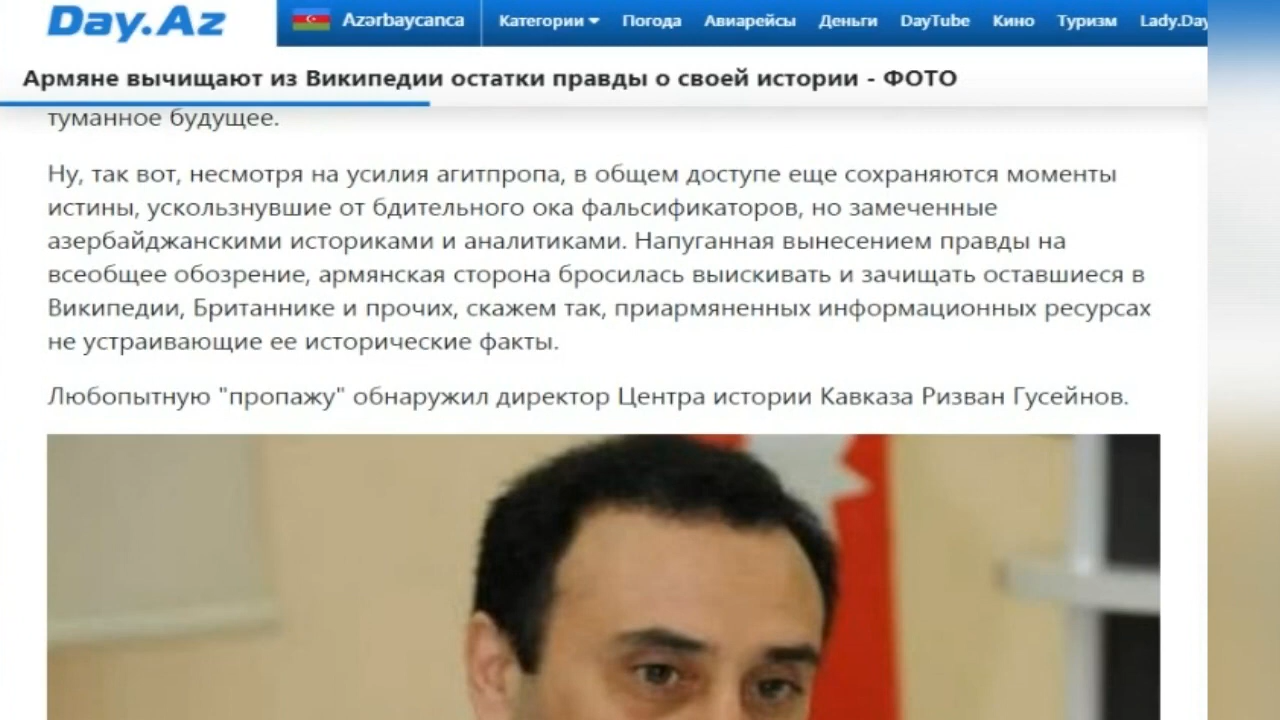 Day.Az
Azərbaycanca
Категории
Погода
Авиарейсы
Деньги
DayTube
Кино
Туризм
Lady.Day
Армяне вычищают из Википедии остатки правды о своей истории - ФОТО
туманное будущее.
Ну, так вот, несмотря на усилия агитпропа, в общем доступе еще сохраняются моменты
истины, ускользнувшие от бдительного ока фальсификаторов, но замеченные
азербайджанскими историками и аналитиками. Напуганная вынесением правды на
всеобщее обозрение, армянская сторона бросилась выискивать и зачищать оставшиеся в
Википедии, Британнике и прочих, скажем так, приармяненных информационных ресурсах
не устраивающие ее исторические факты.
Любопытную "пропажу" обнаружил директор Центра истории Кавказа Ризван Гусейнов.